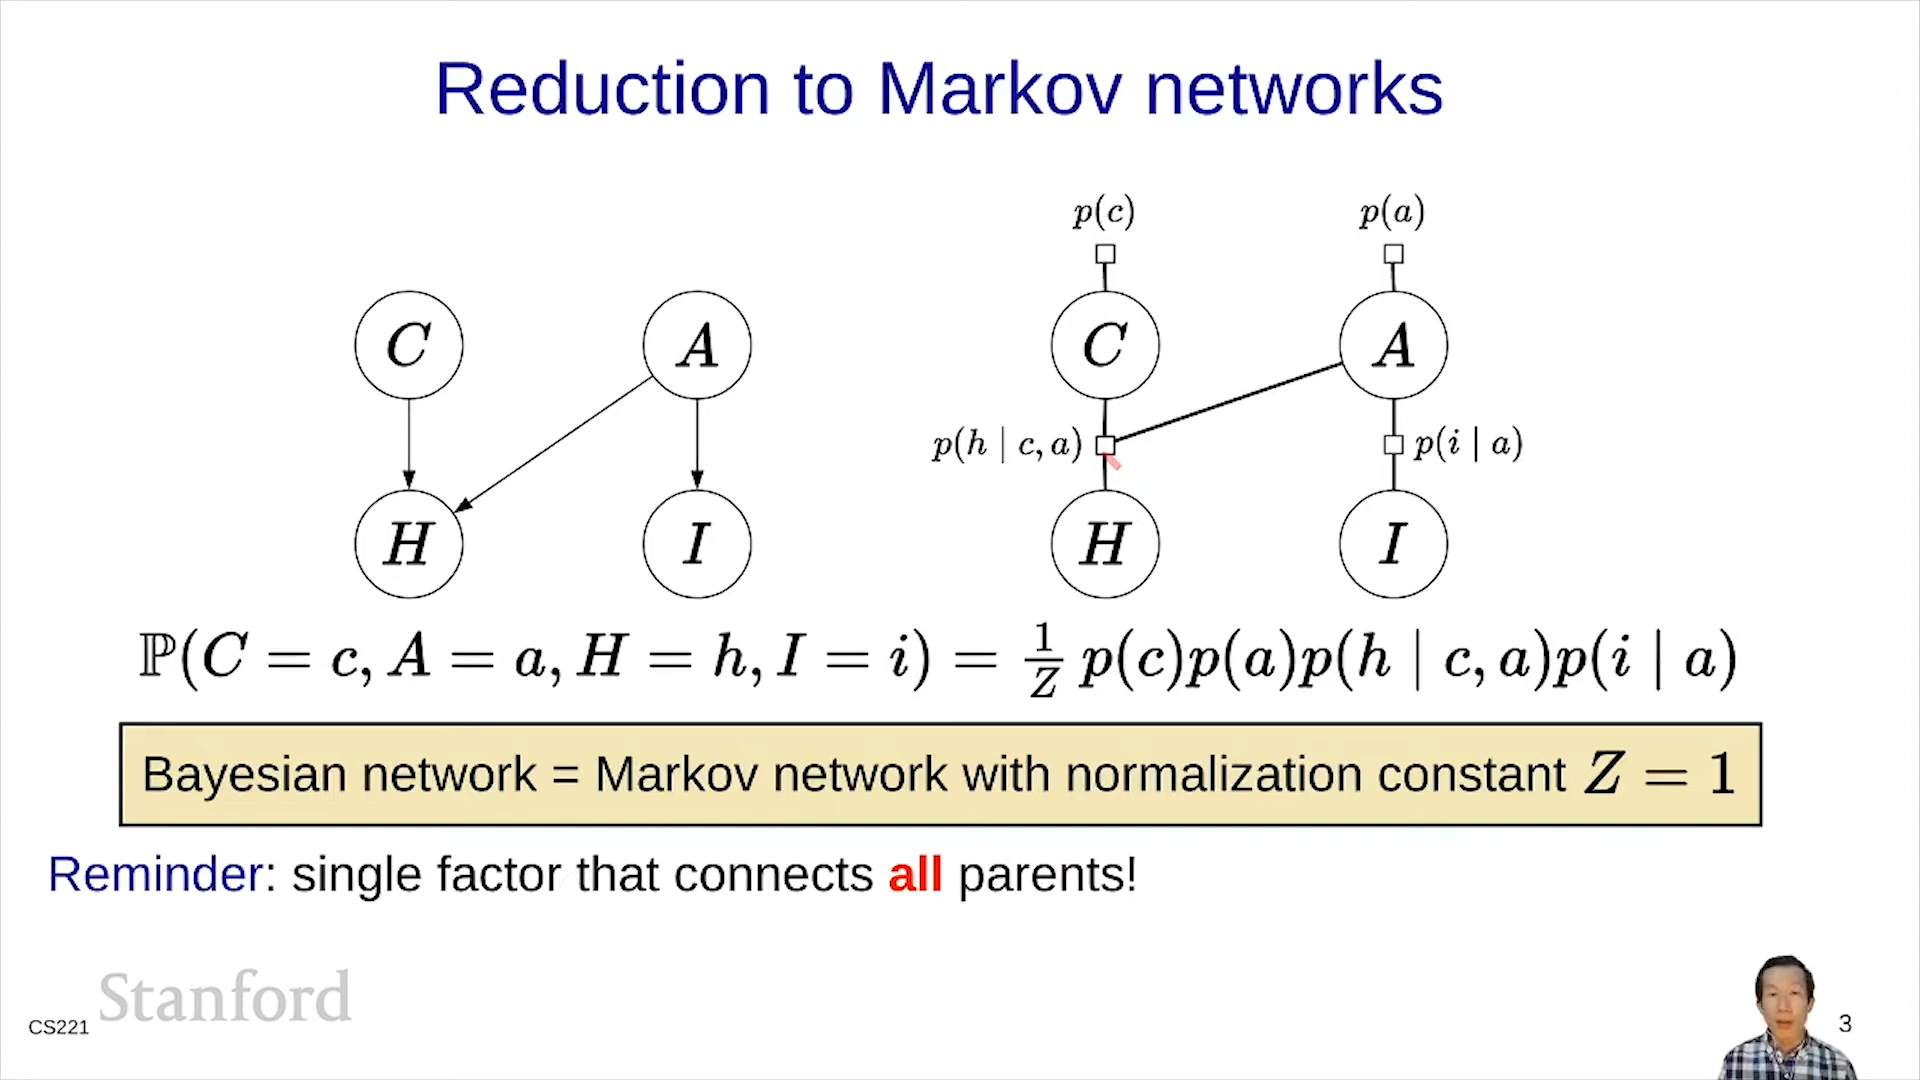 Reduction to Markov networks
p(c) p(a)
C A C A
p(h | c, a) p(i | a)
H I H I
ℙ(C = c, A = a, H = h, I = i) = 1/Z p(c)p(a)p(h | c, a)p(i | a)
Bayesian network = Markov network with normalization constant Z = 1
Reminder: single factor that connects all parents!
Stanford
CS221
3